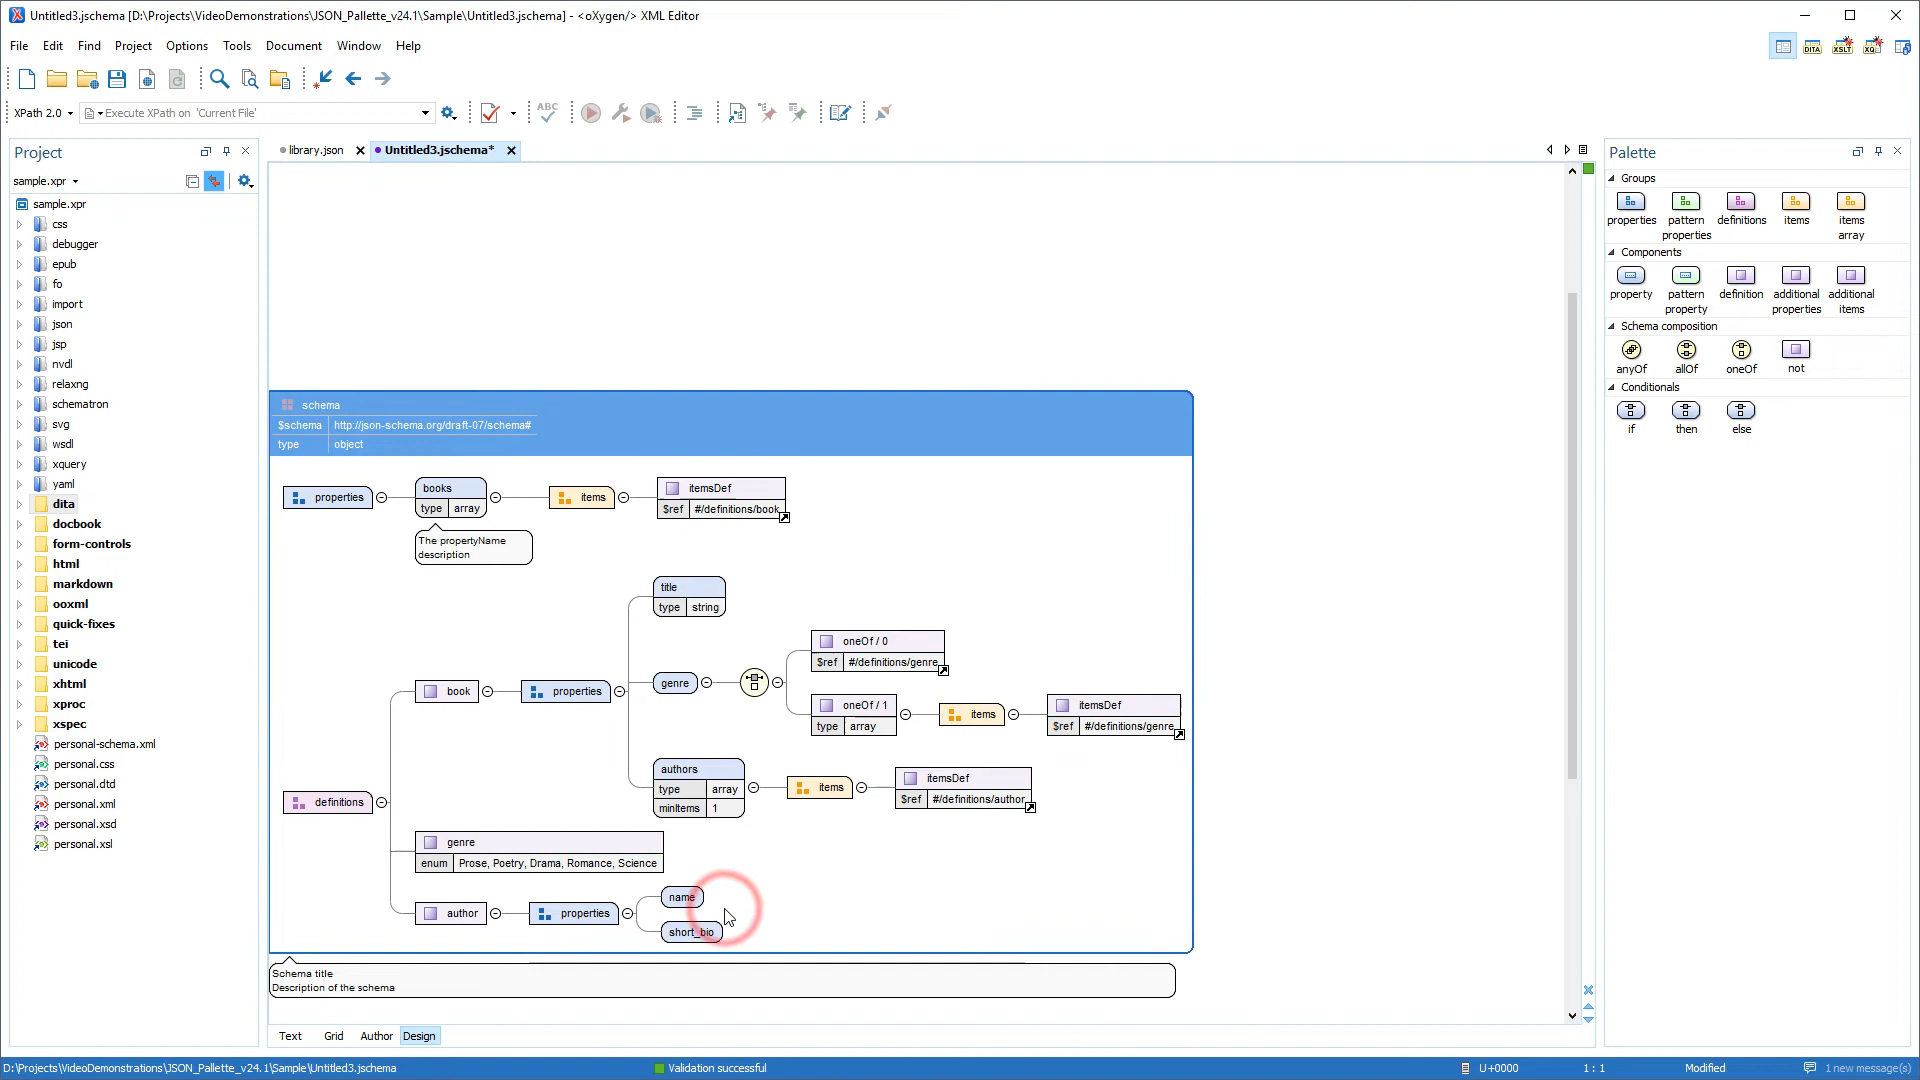 Untitled3.jschema [D:\Projects\VideoDemonstrations\JSON_Pallette_v24.1\Sample\Untitled3.jschema] - <oXygen/> XML Editor
File Edit Find Project Options Tools Document Window Help
DITA XSLT XQ
XPath 2.0 Execute XPath on 'Current File'
ABC
Project
sample.xpr
sample.xpr
css
debugger
epub
fo
import
json
jsp
nvdl
relaxng
schematron
svg
wsdl
xquery
yaml
dita
docbook
form-controls
html
markdown
ooxml
quick-fixes
tei
unicode
xhtml
xproc
xspec
personal-schema.xml
personal.css
personal.dtd
personal.xml
personal.xsd
personal.xsl
library.json Untitled3.jschema*
schema
$schema http://json-schema.org/draft-07/schema#
type object
properties
books
type array
The propertyName
description
items
itemsDef
$ref #/definitions/book
definitions
book
properties
title
type string
genre
oneOf / 0
$ref #/definitions/genre
oneOf / 1
type array
items
itemsDef
$ref #/definitions/genre
authors
type array
minItems 1
items
itemsDef
$ref #/definitions/author
genre
enum Prose, Poetry, Drama, Romance, Science
author
properties
name
short_bio
Schema title
Description of the schema
Text Grid Author Design
Palette
Groups
properties
pattern
properties
definitions
items
items
array
Components
property
pattern
property
definition
additional
properties
additional
items
Schema composition
anyOf allOf oneOf not
Conditionals
if then else
D:\Projects\VideoDemonstrations\JSON_Pallette_v24.1\Sample\Untitled3.jschema Validation successful U+0000 1 : 1 Modified 1 new message(s)